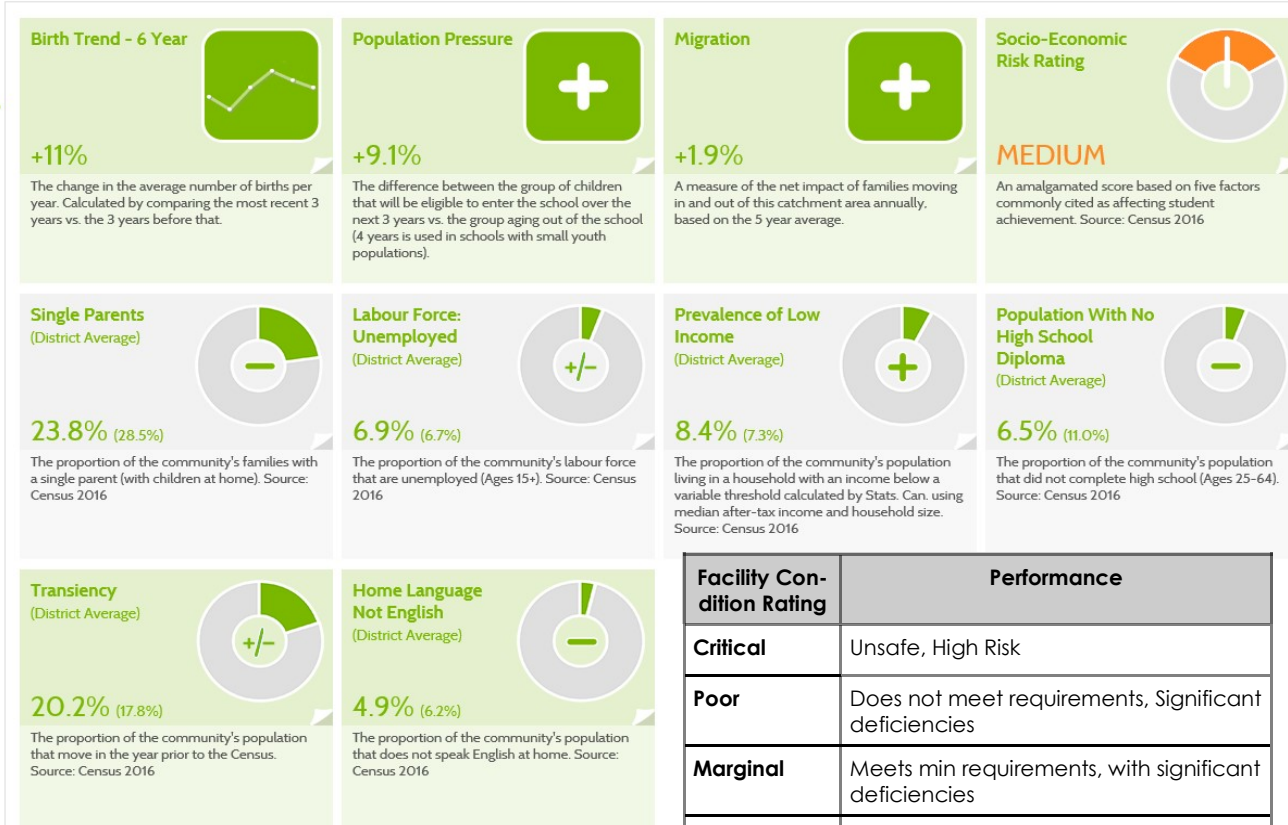 Birth Trend - 6 Year
+11%
The change in the average number of births per
year. Calculated by comparing the most recent 3
years vs. the 3 years before that.
Population Pressure
+9.1%
The difference between the group of children
that will be eligible to enter the school over the
next 3 years vs. the group aging out of the school
(4 years is used in schools with small youth
populations).
Migration
+1.9%
A measure of the net impact of families moving
in and out of this catchment area annually,
based on the 5 year average.
Socio-Economic
Risk Rating
MEDIUM
An amalgamated score based on five factors
commonly cited as affecting student
achievement. Source: Census 2016
Single Parents
(District Average)
23.8% (28.5%)
The proportion of the community's families with
a single parent (with children at home). Source:
Census 2016
Labour Force:
Unemployed
(District Average)
+/-
6.9% (6.7%)
The proportion of the community's labour force
that are unemployed (Ages 15+). Source: Census
2016
Prevalence of Low
Income
(District Average)
8.4% (7.3%)
The proportion of the community's population
living in a household with an income below a
variable threshold calculated by Stats. Can. using
median after-tax income and household size.
Source: Census 2016
Population With No
High School
Diploma
(District Average)
6.5% (11.0%)
The proportion of the community's population
that did not complete high school (Ages 25-64).
Source: Census 2016
Transiency
(District Average)
+/-
20.2% (17.8%)
The proportion of the community's population
that move in the year prior to the Census.
Source: Census 2016
Home Language
Not English
(District Average)
4.9% (6.2%)
The proportion of the community's population
that does not speak English at home. Source:
Census 2016
Facility Con-
dition Rating
Performance
Critical
Unsafe, High Risk
Poor
Does not meet requirements, Significant
deficiencies
Marginal
Meets min requirements, with significant
deficiencies